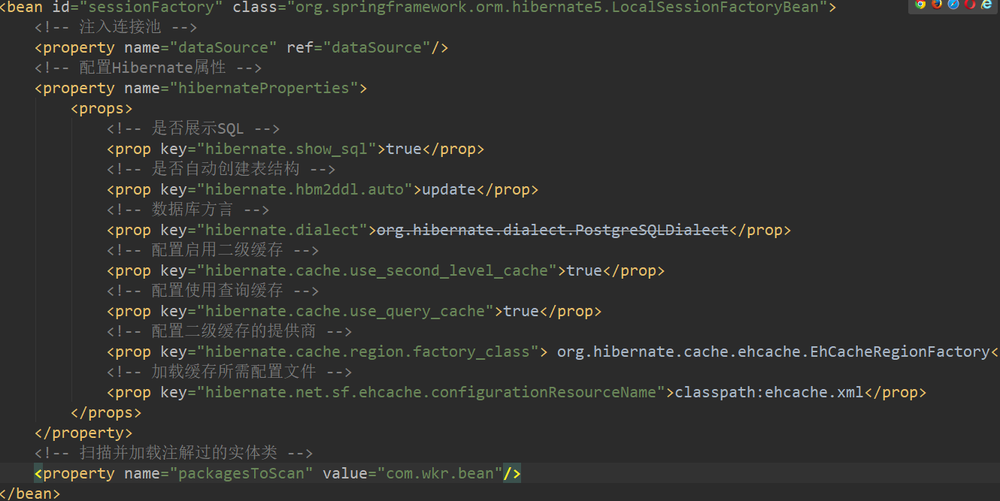 <bean id="sessionFactory" class="org.springframework.orm.hibernate5.LocalSessionFactoryBean">
<!-- 注入连接池 -->
<property name="dataSource" ref="dataSource"/>
<!-- 配置Hibernate属性 -->
<property name="hibernateProperties">
<props>
<!-- 是否展示SQL -->
<prop key="hibernate.show_sql">true</prop>
<!-- 是否自动创建表结构 -->
<prop key="hibernate.hbm2ddl.auto">update</prop>
<!-- 数据库方言 -->
<prop key="hibernate.dialect">org.hibernate.dialect.PostgreSQLDialect</prop>
<!-- 配置启用二级缓存 -->
<prop key="hibernate.cache.use_second_level_cache">true</prop>
<!-- 配置使用查询缓存 -->
<prop key="hibernate.cache.use_query_cache">true</prop>
<!-- 配置二级缓存的提供商 -->
<prop key="hibernate.cache.region.factory_class"> org.hibernate.cache.ehcache.EhCacheRegionFactory<
<!-- 加载缓存所需配置文件 -->
<prop key="hibernate.net.sf.ehcache.configurationResourceName">classpath:ehcache.xml</prop>
</props>
</property>
<!-- 扫描并加载注解过的实体类 -->
<property name="packagesToScan" value="com.wkr.bean"/>
</bean>